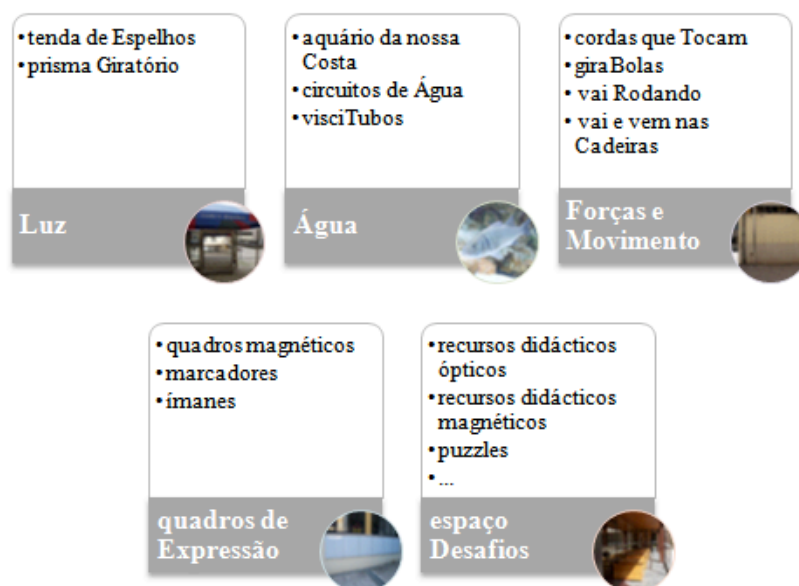 •tenda de Espelhos
•prisma Giratório
Luz
•aquário da nossa
Costa
•circuitos de Água
•visciTubos
Água
•cordas que Tocam
•giraBolas
• vai Rodando
• vai e vem nas
Cadeiras
Forças e
Movimento
•quadros magnéticos
•marcadores
•ímanes
quadros de
Expressão
•recursos didácticos
ópticos
•recursos didácticos
magnéticos
•puzzles
•...
espaço
Desafios